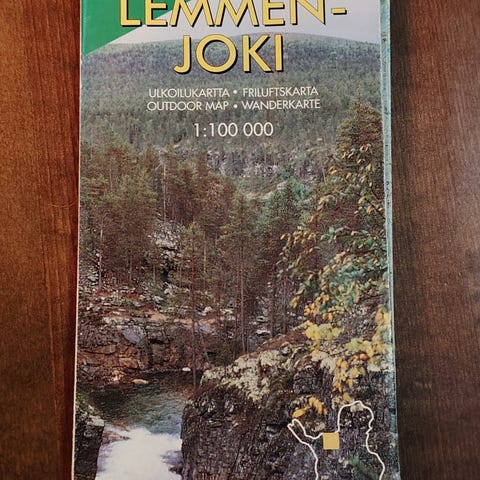 LEMMEN-
JOKI
ULKOILUKARTTA • FRILUFTSKARTA
OUTDOOR MAP • WANDERKARTE
1:100 000